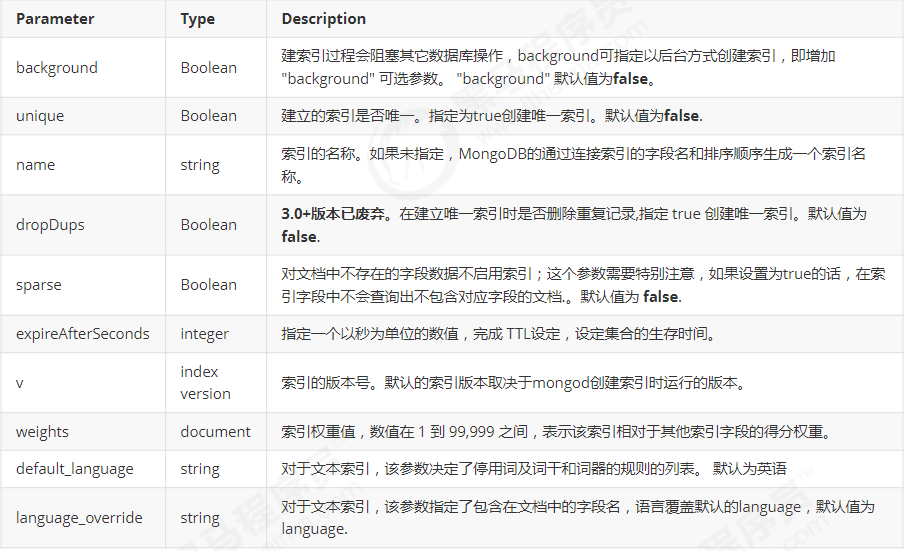 Parameter Type Description
background Boolean 建索引过程会阻塞其它数据库操作，background可指定以后台方式创建索引，即增加
"background" 可选参数。 "background" 默认值为false。
unique Boolean 建立的索引是否唯一。指定为true创建唯一索引。默认值为false.
name string 索引的名称。如果未指定，MongoDB的通过连接索引的字段名和排序顺序生成一个索引名
称。
dropDups Boolean 3.0+版本已废弃。在建立唯一索引时是否删除重复记录,指定 true 创建唯一索引。默认值为
false.
sparse Boolean 对文档中不存在的字段数据不启用索引；这个参数需要特别注意，如果设置为true的话，在索
引字段中不会查询出不包含对应字段的文档.。默认值为 false.
expireAfterSeconds integer 指定一个以秒为单位的数值，完成 TTL设定，设定集合的生存时间。
v index
version 索引的版本号。默认的索引版本取决于mongod创建索引时运行的版本。
weights document 索引权重值，数值在 1 到 99,999 之间，表示该索引相对于其他索引字段的得分权重。
default_language string 对于文本索引，该参数决定了停用词及词干和词器的规则的列表。 默认为英语
language_override string 对于文本索引，该参数指定了包含在文档中的字段名，语言覆盖默认的language，默认值为
language.
黑马程序员
黑马程序员